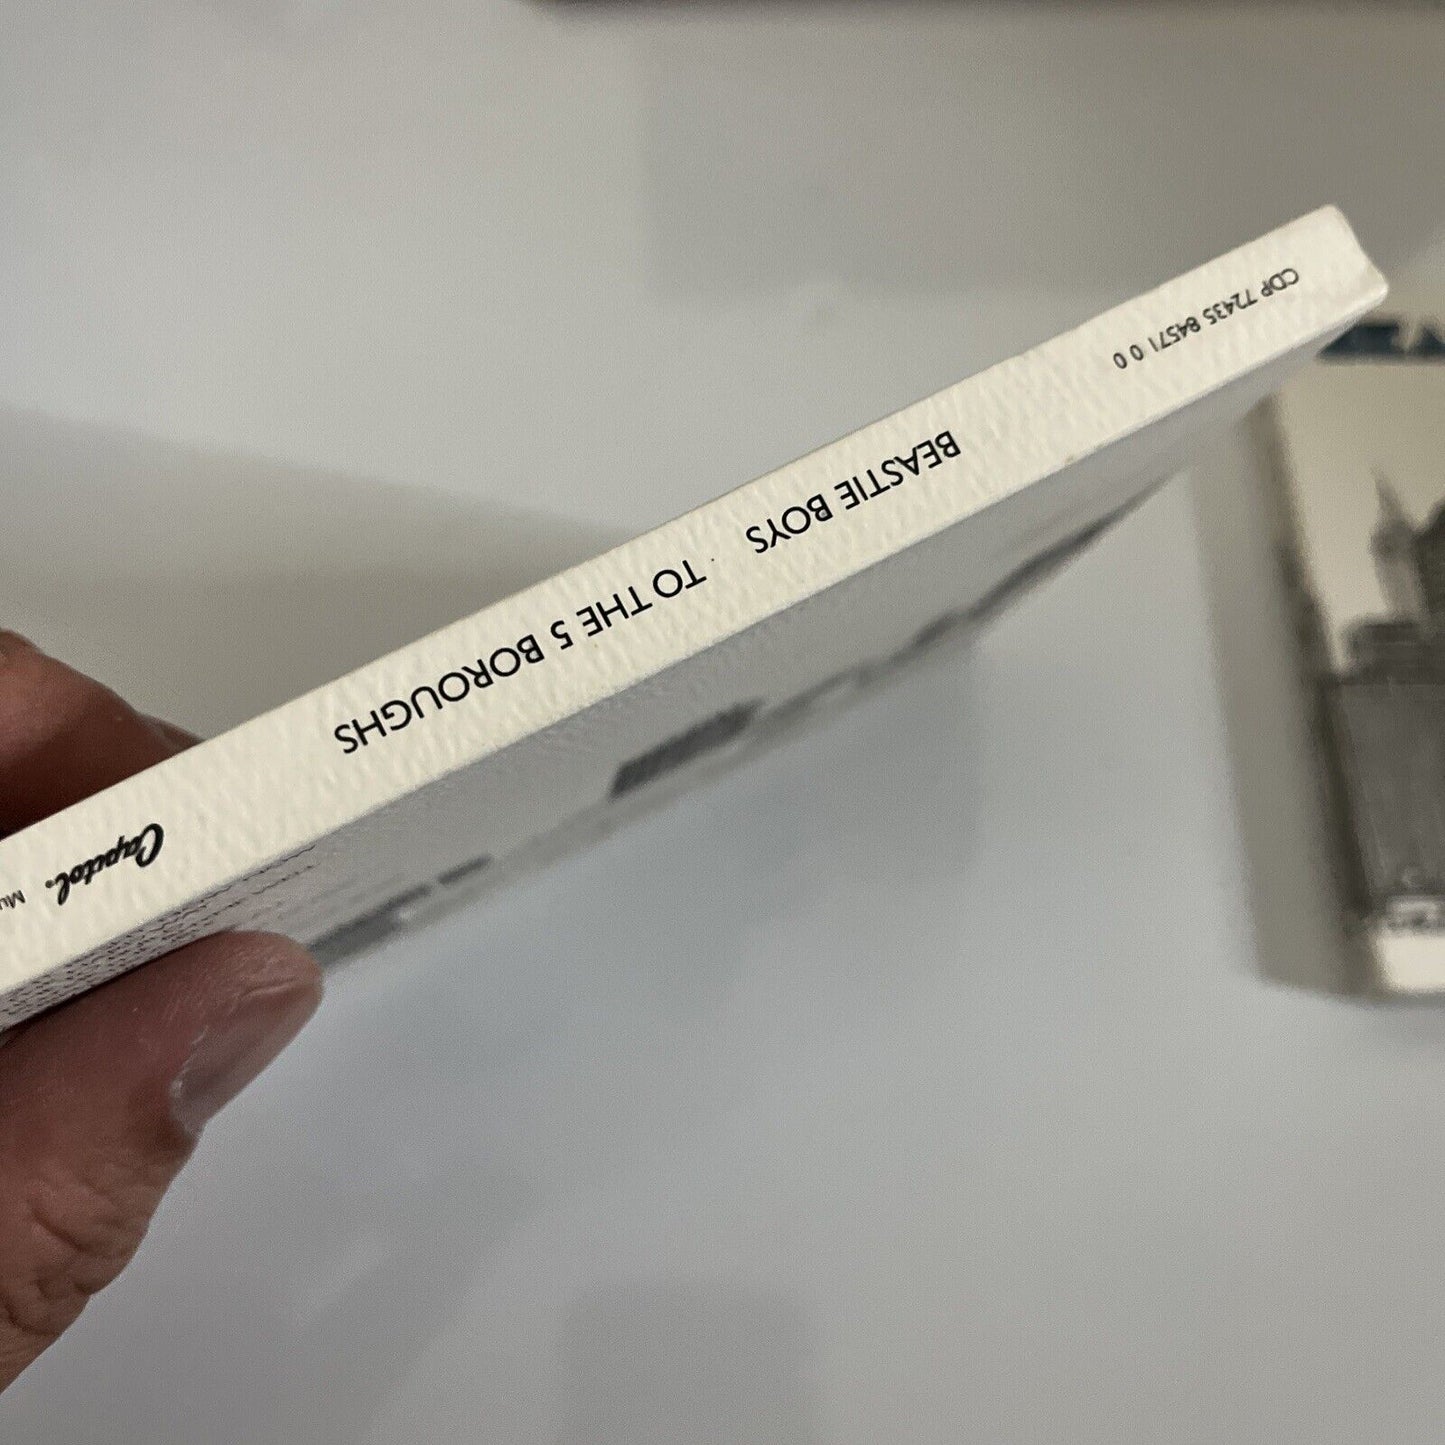 CDP 72435 84571 0 0
BEASTIE BOYS
TO THE 5 BOROUGHS
Capitol.